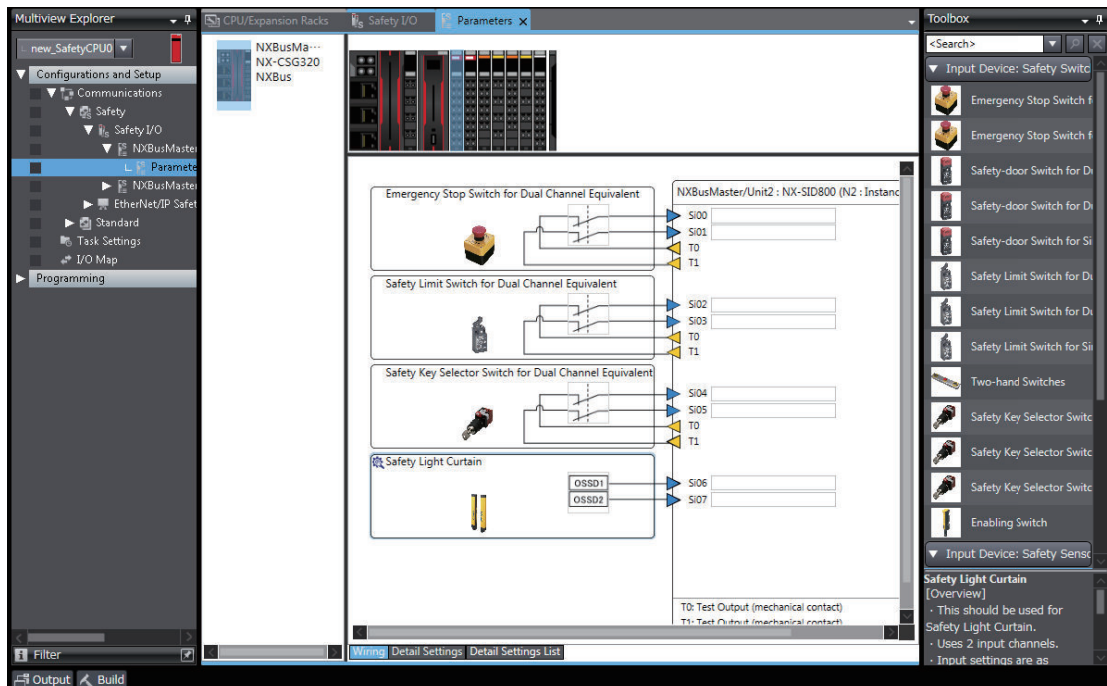 Multiview Explorer
new_SafetyCPU0
Configurations and Setup
Communications
Safety
Safety I/O
NXBusMaster
Paramete
NXBusMaster
EtherNet/IP Safet
Standard
Task Settings
I/O Map
Programming
Filter
Output
Build
CPU/Expansion Racks
Safety I/O
Parameters
NXBusMa···
NX-CSG320
NXBus
Emergency Stop Switch for Dual Channel Equivalent
NXBusMaster/Unit2 : NX-SID800 (N2 : Instanc
Si00
Si01
T0
T1
Safety Limit Switch for Dual Channel Equivalent
Si02
Si03
T0
T1
Safety Key Selector Switch for Dual Channel Equivalent
Si04
Si05
T0
T1
Safety Light Curtain
OSSD1
OSSD2
Si06
Si07
T0: Test Output (mechanical contact)
T1: Test Output (mechanical contact)
Wiring
Detail Settings
Detail Settings List
Toolbox
<Search>
Input Device: Safety Switc
Emergency Stop Switch f
Emergency Stop Switch f
Safety-door Switch for D
Safety-door Switch for D
Safety-door Switch for Si
Safety Limit Switch for D
Safety Limit Switch for D
Safety Limit Switch for Si
Two-hand Switches
Safety Key Selector Switc
Safety Key Selector Switc
Safety Key Selector Switc
Enabling Switch
Input Device: Safety Senso
Safety Light Curtain
[Overview]
· This should be used for
Safety Light Curtain.
· Uses 2 input channels.
· Input settings are as